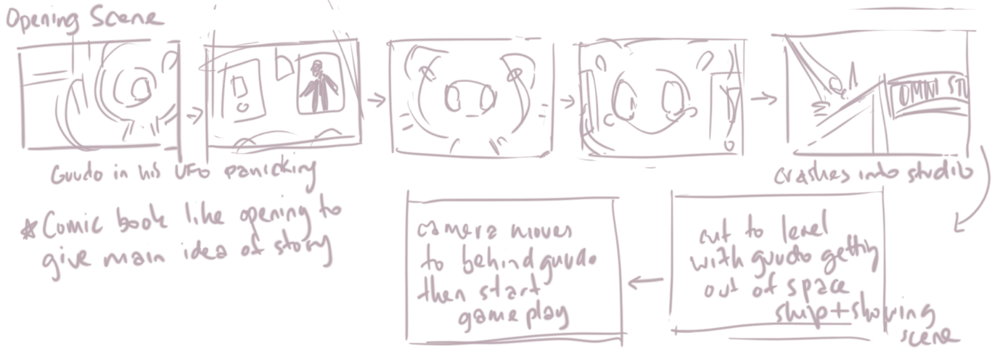 Opening Scene
OMNI STU
Guudo in his UFO panicking
crashes into studio
* Comic book like opening to
give main idea of story
cut to level
with guudo getting
out of space
ship + showing
scene
camera moves
to behind guudo
then start
gameplay